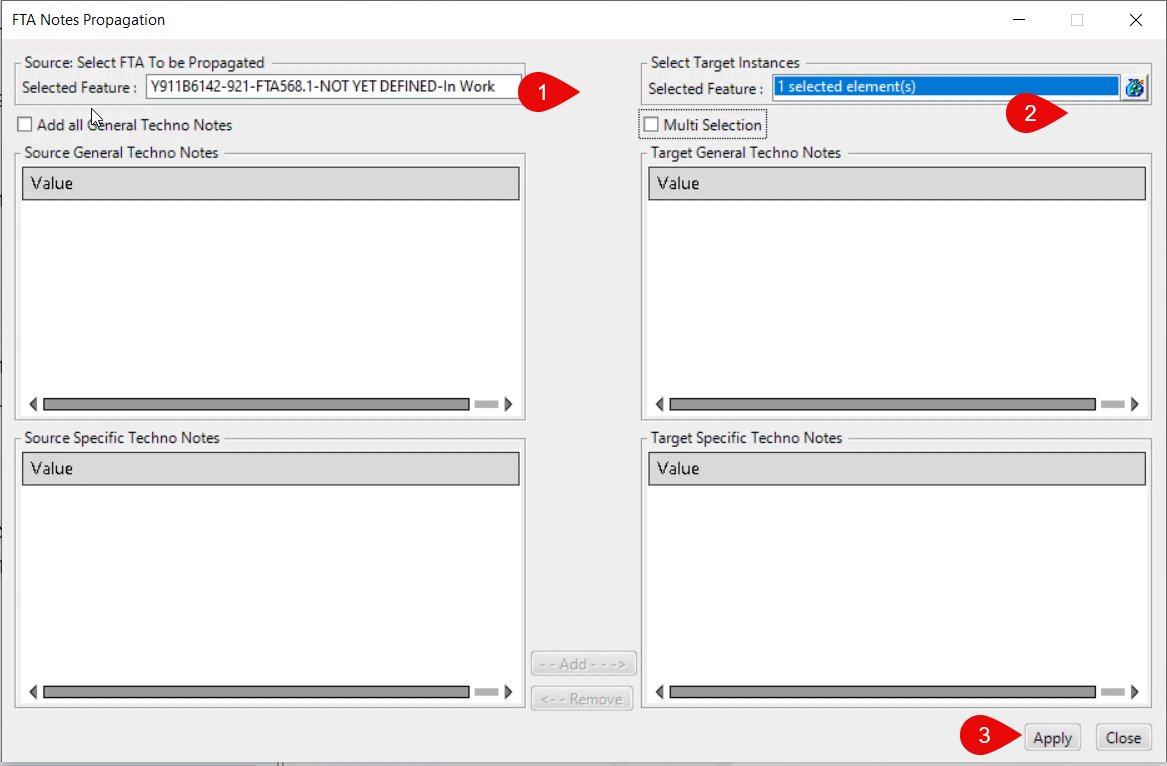 FTA Notes Propagation
Source: Select FTA To be Propagated
Selected Feature :
Y911B6142-921-FTA568.1-NOT YET DEFINED-In Work
1
Select Target Instances
Selected Feature :
1 selected element(s)
2
Add all General Techno Notes
Multi Selection
Source General Techno Notes
Value
Target General Techno Notes
Value
Source Specific Techno Notes
Value
Target Specific Techno Notes
Value
- - Add - - ->
<- - Remove
3
Apply
Close